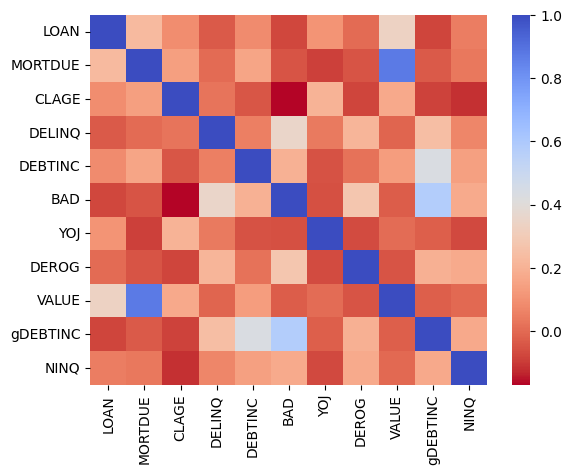 LOAN
MORTDUE
CLAGE
DELINQ
DEBTINC
BAD
YOJ
DEROG
VALUE
gDEBTINC
NINQ
LOAN
MORTDUE
CLAGE
DELINQ
DEBTINC
BAD
YOJ
DEROG
VALUE
gDEBTINC
NINQ
1.0
0.8
0.6
0.4
0.2
0.0